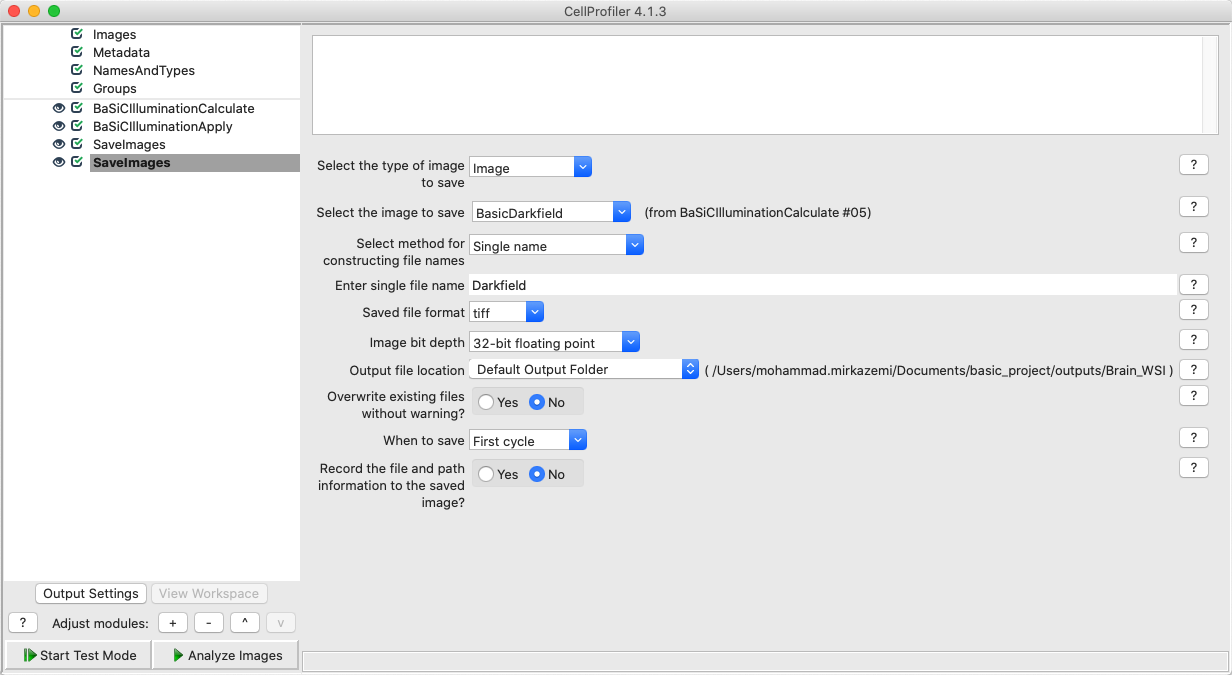 CellProfiler 4.1.3
Images
Metadata
NamesAndTypes
Groups
BaSiCIlluminationCalculate
BaSiCIlluminationApply
SaveImages
SaveImages
Output Settings
View Workspace
?
Adjust modules:
+
-
^
v
Start Test Mode
Analyze Images
Select the type of image
to save
Image
?
Select the image to save
BasicDarkfield
(from BaSiCIlluminationCalculate #05)
?
Select method for
constructing file names
Single name
?
Enter single file name
Darkfield
?
Saved file format
tiff
?
Image bit depth
32-bit floating point
?
Output file location
Default Output Folder
( /Users/mohammad.mirkazemi/Documents/basic_project/outputs/Brain_WSI )
?
Overwrite existing files
without warning?
Yes
No
?
When to save
First cycle
?
Record the file and path
information to the saved
image?
Yes
No
?